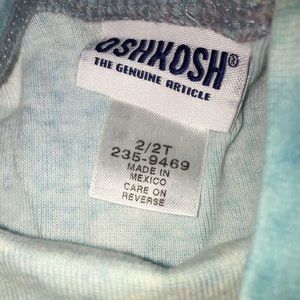 OSHKOSH®
THE GENUINE ARTICLE
2/2T
235-9469
MADE IN
MEXICO
CARE ON
REVERSE